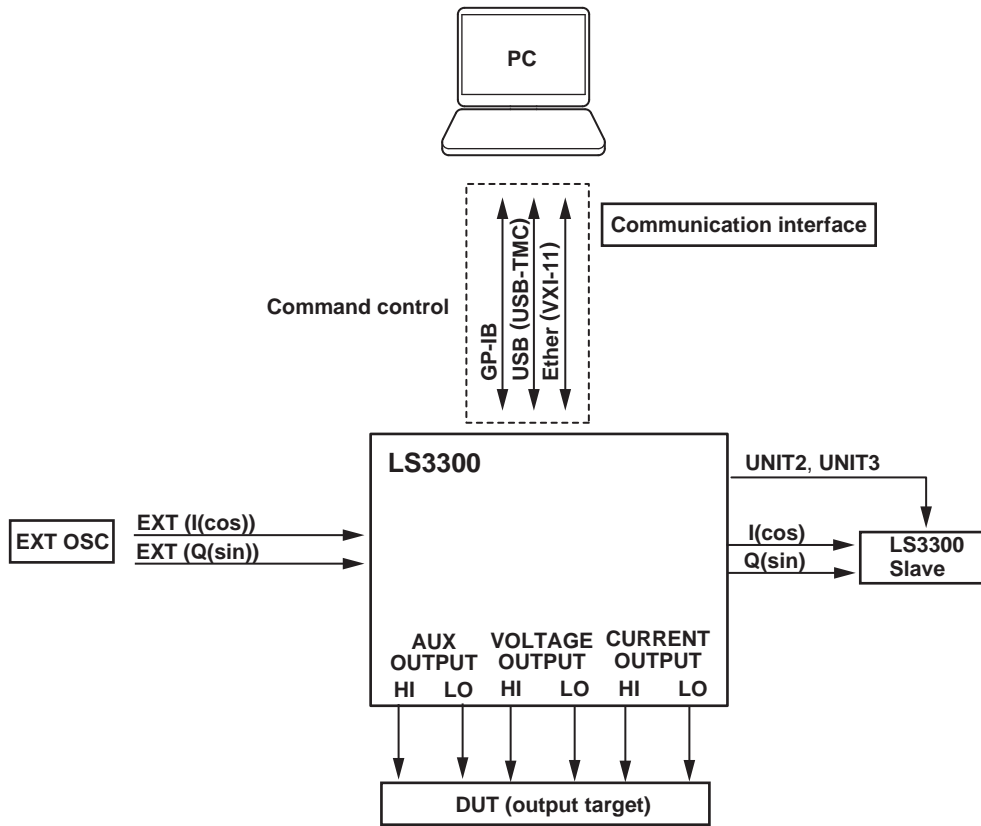 PC
Communication interface
Command control
GP-IB
USB (USB-TMC)
Ether (VXI-11)
LS3300
UNIT2, UNIT3
EXT OSC
EXT (I(cos))
EXT (Q(sin))
I(cos)
Q(sin)
LS3300
Slave
AUX
OUTPUT
VOLTAGE
OUTPUT
CURRENT
OUTPUT
HI LO HI LO HI LO
DUT (output target)